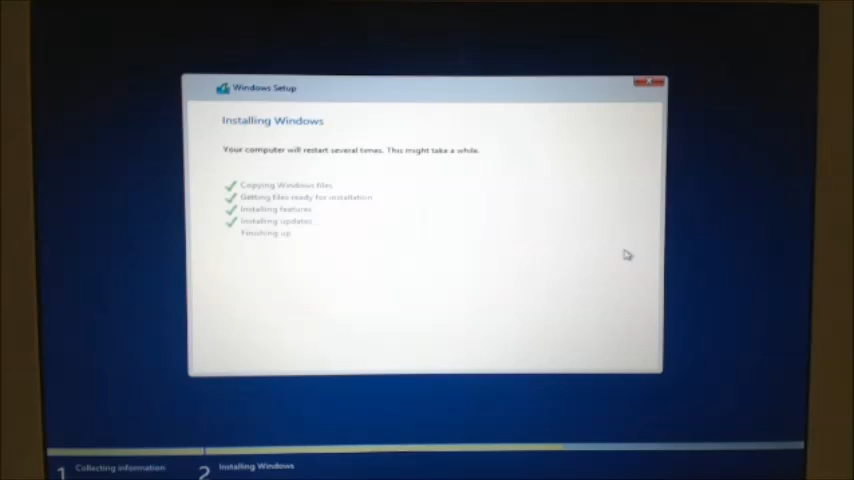 Windows Setup
Installing Windows
Your computer will restart several times. This might take a while.
Copying Windows files
Getting files ready for installation
Installing features
Installing updates
Finishing up
1 Collecting information
2 Installing Windows